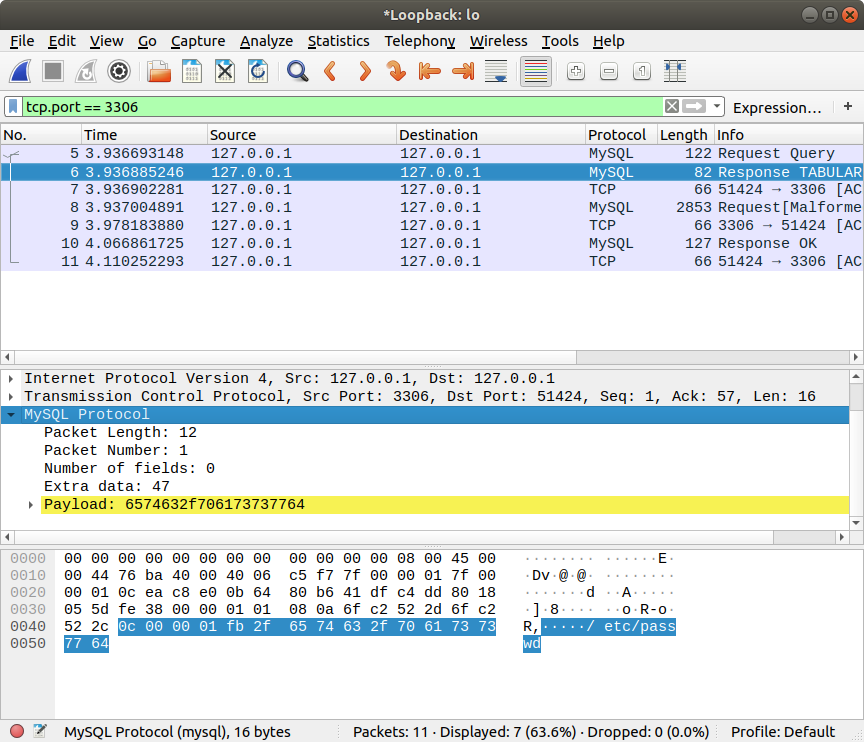 *Loopback: lo
File Edit View Go Capture Analyze Statistics Telephony Wireless Tools Help
tcp.port == 3306 Expression… +
No. Time Source Destination Protocol Length Info
5 3.936693148 127.0.0.1 127.0.0.1 MySQL 122 Request Query
6 3.936885246 127.0.0.1 127.0.0.1 MySQL 82 Response TABULAR
7 3.936902281 127.0.0.1 127.0.0.1 TCP 66 51424 → 3306 [AC
8 3.937004891 127.0.0.1 127.0.0.1 MySQL 2853 Request[Malforme
9 3.978183880 127.0.0.1 127.0.0.1 TCP 66 3306 → 51424 [AC
10 4.066861725 127.0.0.1 127.0.0.1 MySQL 127 Response OK
11 4.110252293 127.0.0.1 127.0.0.1 TCP 66 51424 → 3306 [AC
Internet Protocol Version 4, Src: 127.0.0.1, Dst: 127.0.0.1
Transmission Control Protocol, Src Port: 3306, Dst Port: 51424, Seq: 1, Ack: 57, Len: 16
MySQL Protocol
Packet Length: 12
Packet Number: 1
Number of fields: 0
Extra data: 47
Payload: 6574632f706173737764
0000 00 00 00 00 00 00 00 00 00 00 00 00 08 00 45 00 ········ ······E·
0010 00 44 76 ba 40 00 40 06 c5 f7 7f 00 00 01 7f 00 ·Dv·@·@· ········
0020 00 01 0c ea c8 e0 0b 64 80 b6 41 df c4 dd 80 18 ·······d ··A·····
0030 05 5d fe 38 00 00 01 01 08 0a 6f c2 52 2d 6f c2 ·]·8···· ··o·R-o·
0040 52 2c 0c 00 00 01 fb 2f 65 74 63 2f 70 61 73 73 R,·····/ etc/pass
0050 77 64 wd
MySQL Protocol (mysql), 16 bytes Packets: 11 · Displayed: 7 (63.6%) · Dropped: 0 (0.0%) Profile: Default